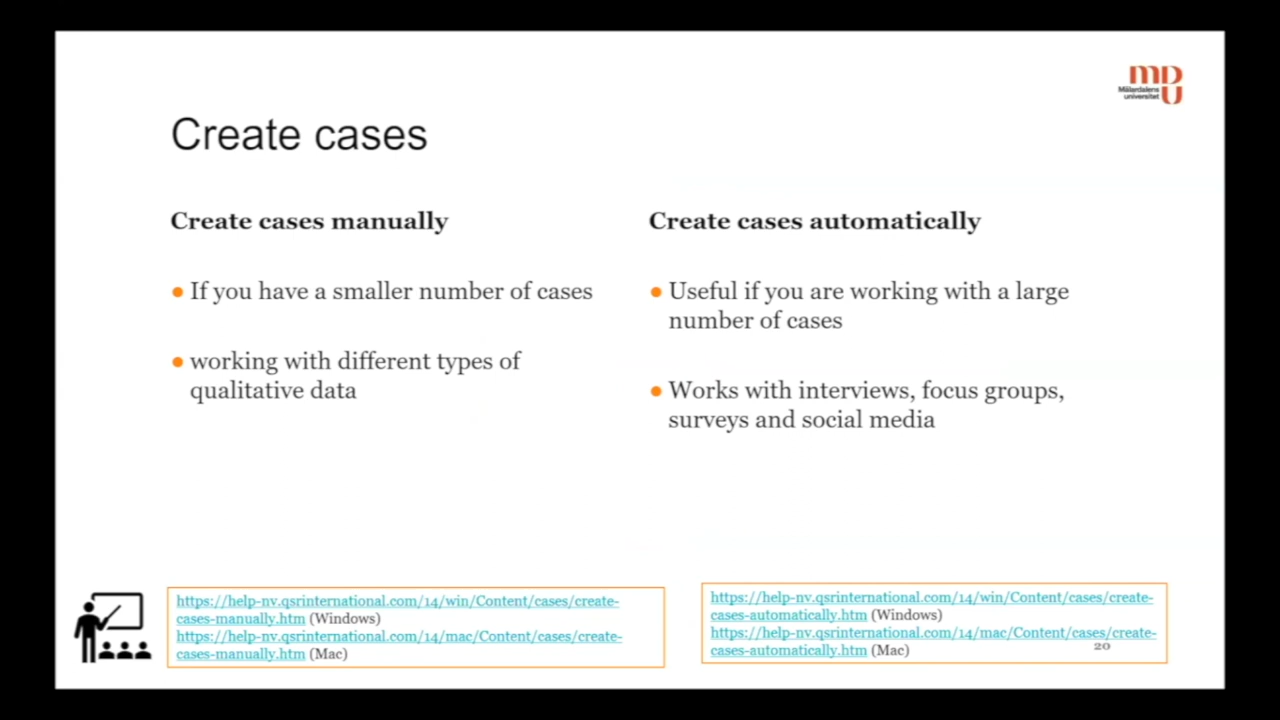 MDU
Mälardalens
universitet
Create cases
Create cases manually
● If you have a smaller number of cases
● working with different types of
qualitative data
Create cases automatically
● Useful if you are working with a large
number of cases
● Works with interviews, focus groups,
surveys and social media
https://help-nv.qsrinternational.com/14/win/Content/cases/create-
cases-manually.htm (Windows)
https://help-nv.qsrinternational.com/14/mac/Content/cases/create-
cases-manually.htm (Mac)
https://help-nv.qsrinternational.com/14/win/Content/cases/create-
cases-automatically.htm (Windows)
https://help-nv.qsrinternational.com/14/mac/Content/cases/create-
cases-automatically.htm (Mac)
20